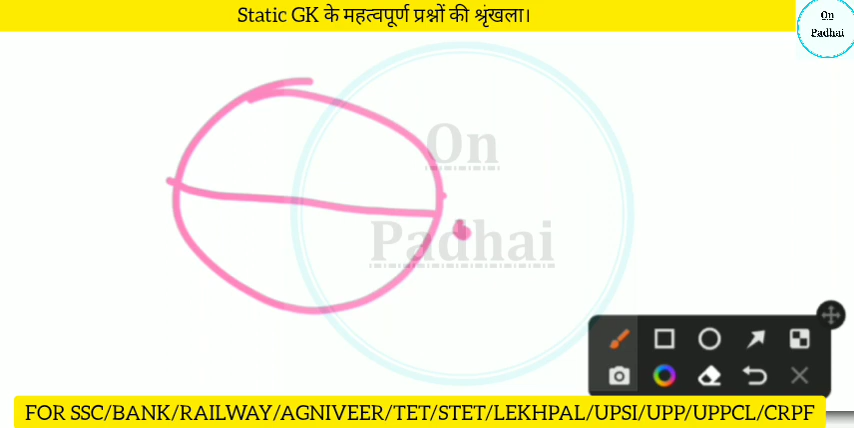 Static GK के महत्वपूर्ण प्रश्नों की श्रृंखला।
On
Padhai
On
Padhai
FOR SSC/BANK/RAILWAY/AGNIVEER/TET/STET/LEKHPAL/UPSI/UPP/UPPCL/CRPF